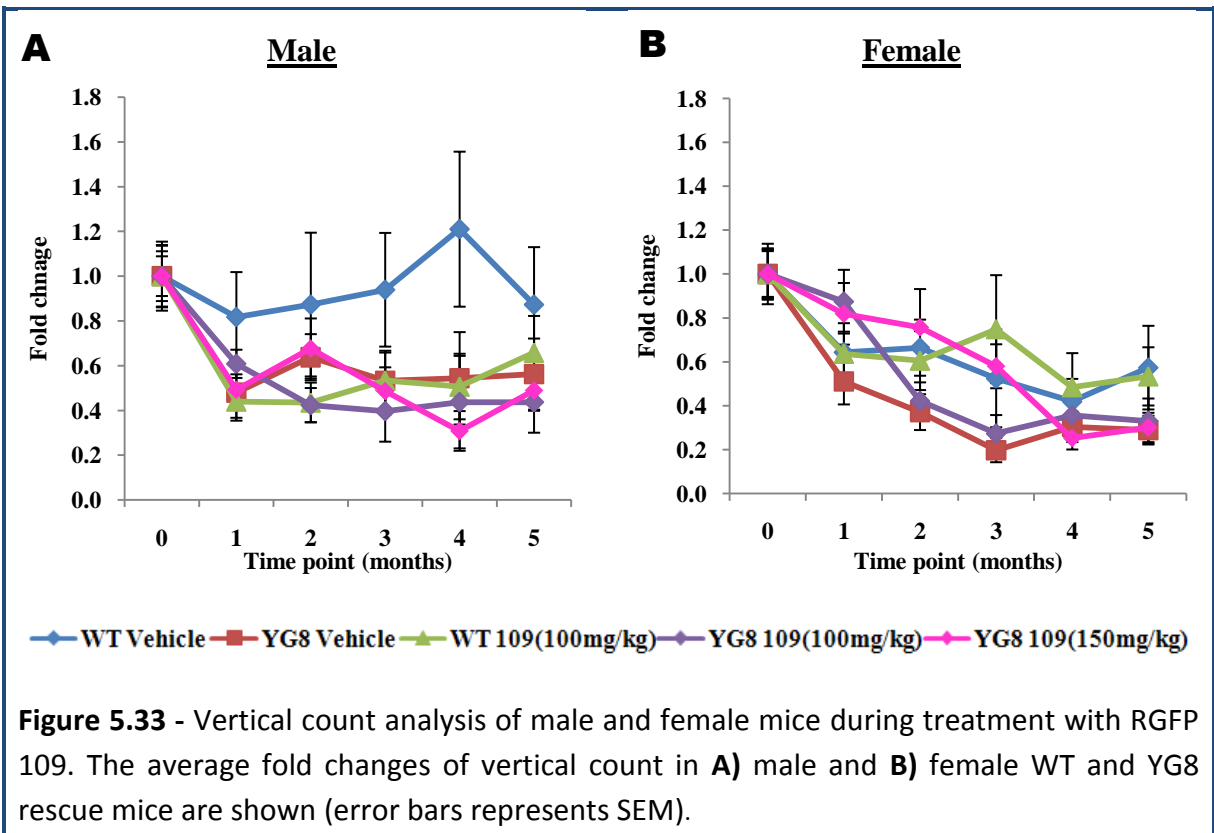 A
Male
1.8
1.6
1.4
1.2
1.0
0.8
0.6
0.4
0.2
0.0
Fold chnage
0 1 2 3 4 5
Time point (months)
B
Female
1.8
1.6
1.4
1.2
1.0
0.8
0.6
0.4
0.2
0.0
Fold change
0 1 2 3 4 5
Time point (months)
WT Vehicle YG8 Vehicle WT 109(100mg/kg) YG8 109(100mg/kg) YG8 109(150mg/kg)
Figure 5.33 - Vertical count analysis of male and female mice during treatment with RGFP
109. The average fold changes of vertical count in A) male and B) female WT and YG8
rescue mice are shown (error bars represents SEM).